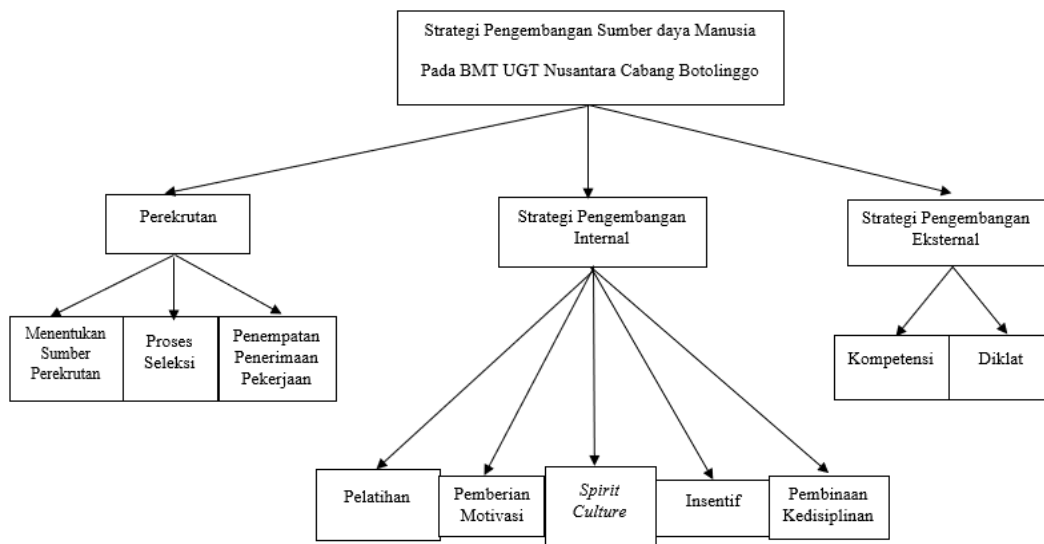 Strategi Pengembangan Sumber daya Manusia
Pada BMT UGT Nusantara Cabang Botolinggo
Perekrutan
Strategi Pengembangan
Internal
Strategi Pengembangan
Eksternal
Menentukan
Sumber
Perekrutan
Proses
Seleksi
Penempatan
Penerimaan
Pekerjaan
Kompetensi
Diklat
Pelatihan
Pemberian
Motivasi
Spirit
Culture
Insentif
Pembinaan
Kedisiplinan